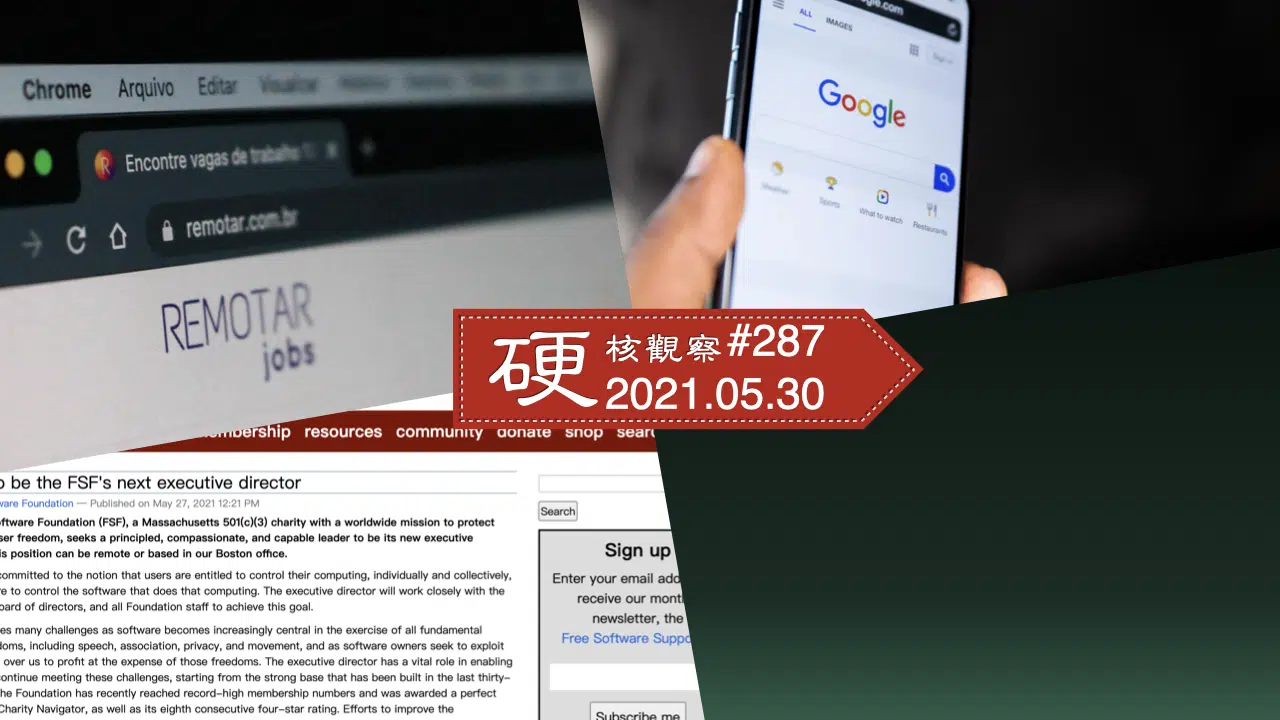 Chrome Arquivo Editar Visualizar
Encontre vagas de trabalho
remotar.com.br
REMOTAR
jobs
gle.com
ALL IMAGES
Google
Weather
Sports
What to watch
Restaurants
硬核觀察 #287
2021.05.30
membership resources community donate shop
o be the FSF's next executive director
ware Foundation — Published on May 27, 2021 12:21 PM
oftware Foundation (FSF), a Massachusetts 501(c)(3) charity with a worldwide mission to protect
ser freedom, seeks a principled, compassionate, and capable leader to be its new executive
is position can be remote or based in our Boston office.
committed to the notion that users are entitled to control their computing, individually and collectively,
re to control the software that does that computing. The executive director will work closely with the
oard of directors, and all Foundation staff to achieve this goal.
es many challenges as software becomes increasingly central in the exercise of all fundamental
doms, including speech, association, privacy, and movement, and as software owners seek to exploit
over us to profit at the expense of those freedoms. The executive director has a vital role in enabling
continue meeting these challenges, starting from the strong base that has been built in the last thirty-
he Foundation has recently reached record-high membership numbers and was awarded a perfect
Charity Navigator, as well as its eighth consecutive four-star rating. Efforts to improve the
Search
Sign up
Enter your email add
receive our mont
newsletter, the
Free Software Suppo
Subscribe me